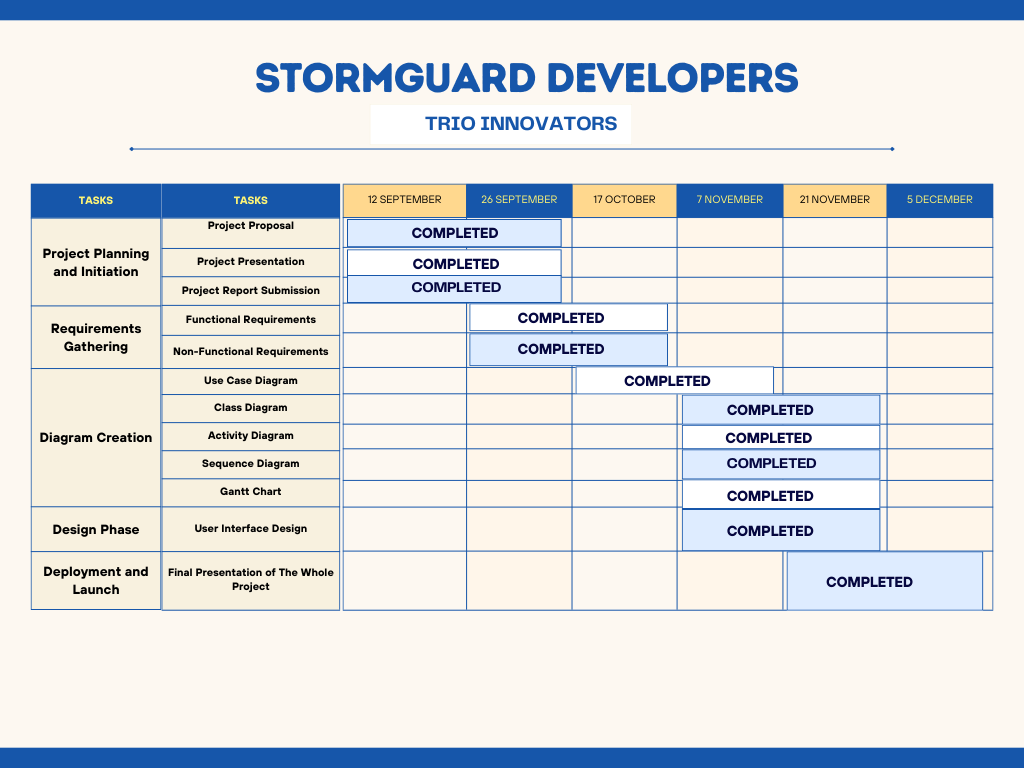 STORMGUARD DEVELOPERS
TRIO INNOVATORS
TASKS TASKS 12 SEPTEMBER 26 SEPTEMBER 17 OCTOBER 7 NOVEMBER 21 NOVEMBER 5 DECEMBER
Project Planning
and Initiation
Project Proposal COMPLETED
Project Presentation COMPLETED
Project Report Submission COMPLETED
Requirements
Gathering
Functional Requirements COMPLETED
Non-Functional Requirements COMPLETED
Diagram Creation
Use Case Diagram COMPLETED
Class Diagram COMPLETED
Activity Diagram COMPLETED
Sequence Diagram COMPLETED
Gantt Chart COMPLETED
Design Phase User Interface Design COMPLETED
Deployment and
Launch
Final Presentation of The Whole
Project
COMPLETED